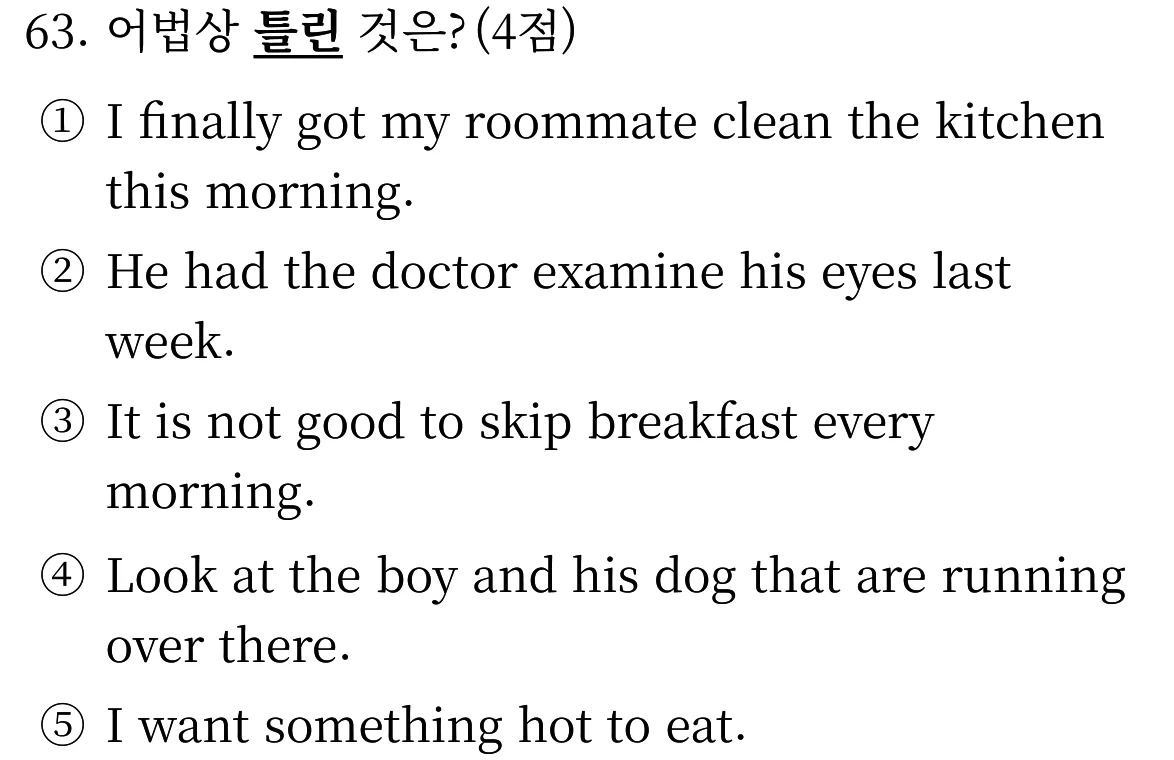 63. 어법상 틀린 것은? (4점)
① I finally got my roommate clean the kitchen
this morning.
② He had the doctor examine his eyes last
week.
③ It is not good to skip breakfast every
morning.
④ Look at the boy and his dog that are running
over there.
⑤ I want something hot to eat.